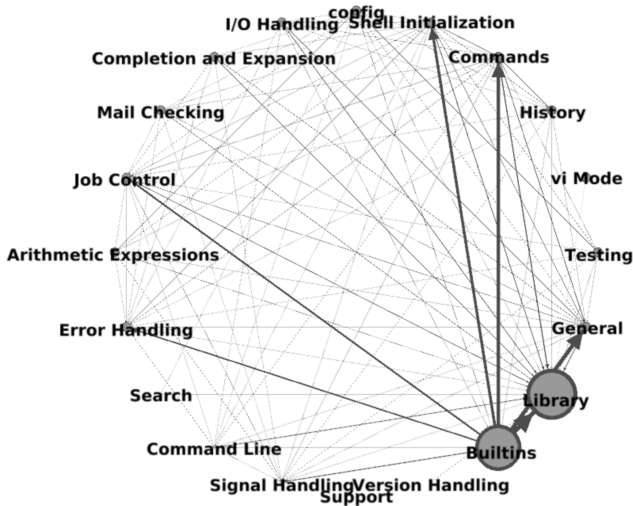 config
I/O Handling
Shell Initialization
Completion and Expansion
Commands
Mail Checking
History
Job Control
vi Mode
Arithmetic Expressions
Testing
Error Handling
General
Search
Library
Command Line
Builtins
Signal Handling
Version Handling
Support